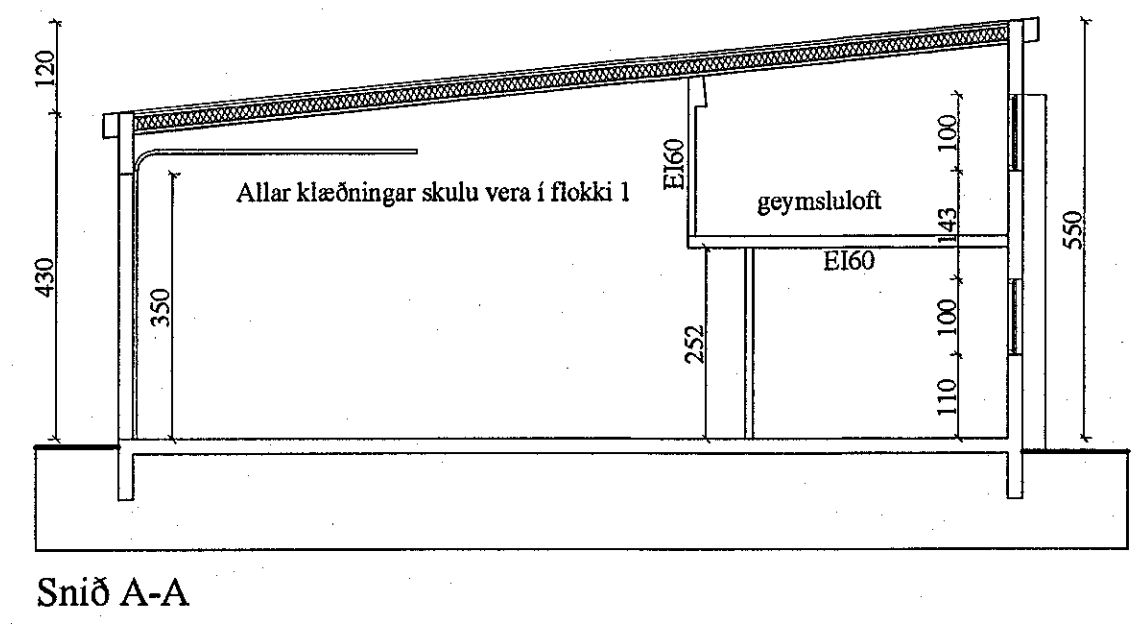 120
430
350
Allar klæðningar skulu vera í flokki 1
EI60
geymsluloft
EI60
252
100
143
100
110
550
Snið A-A